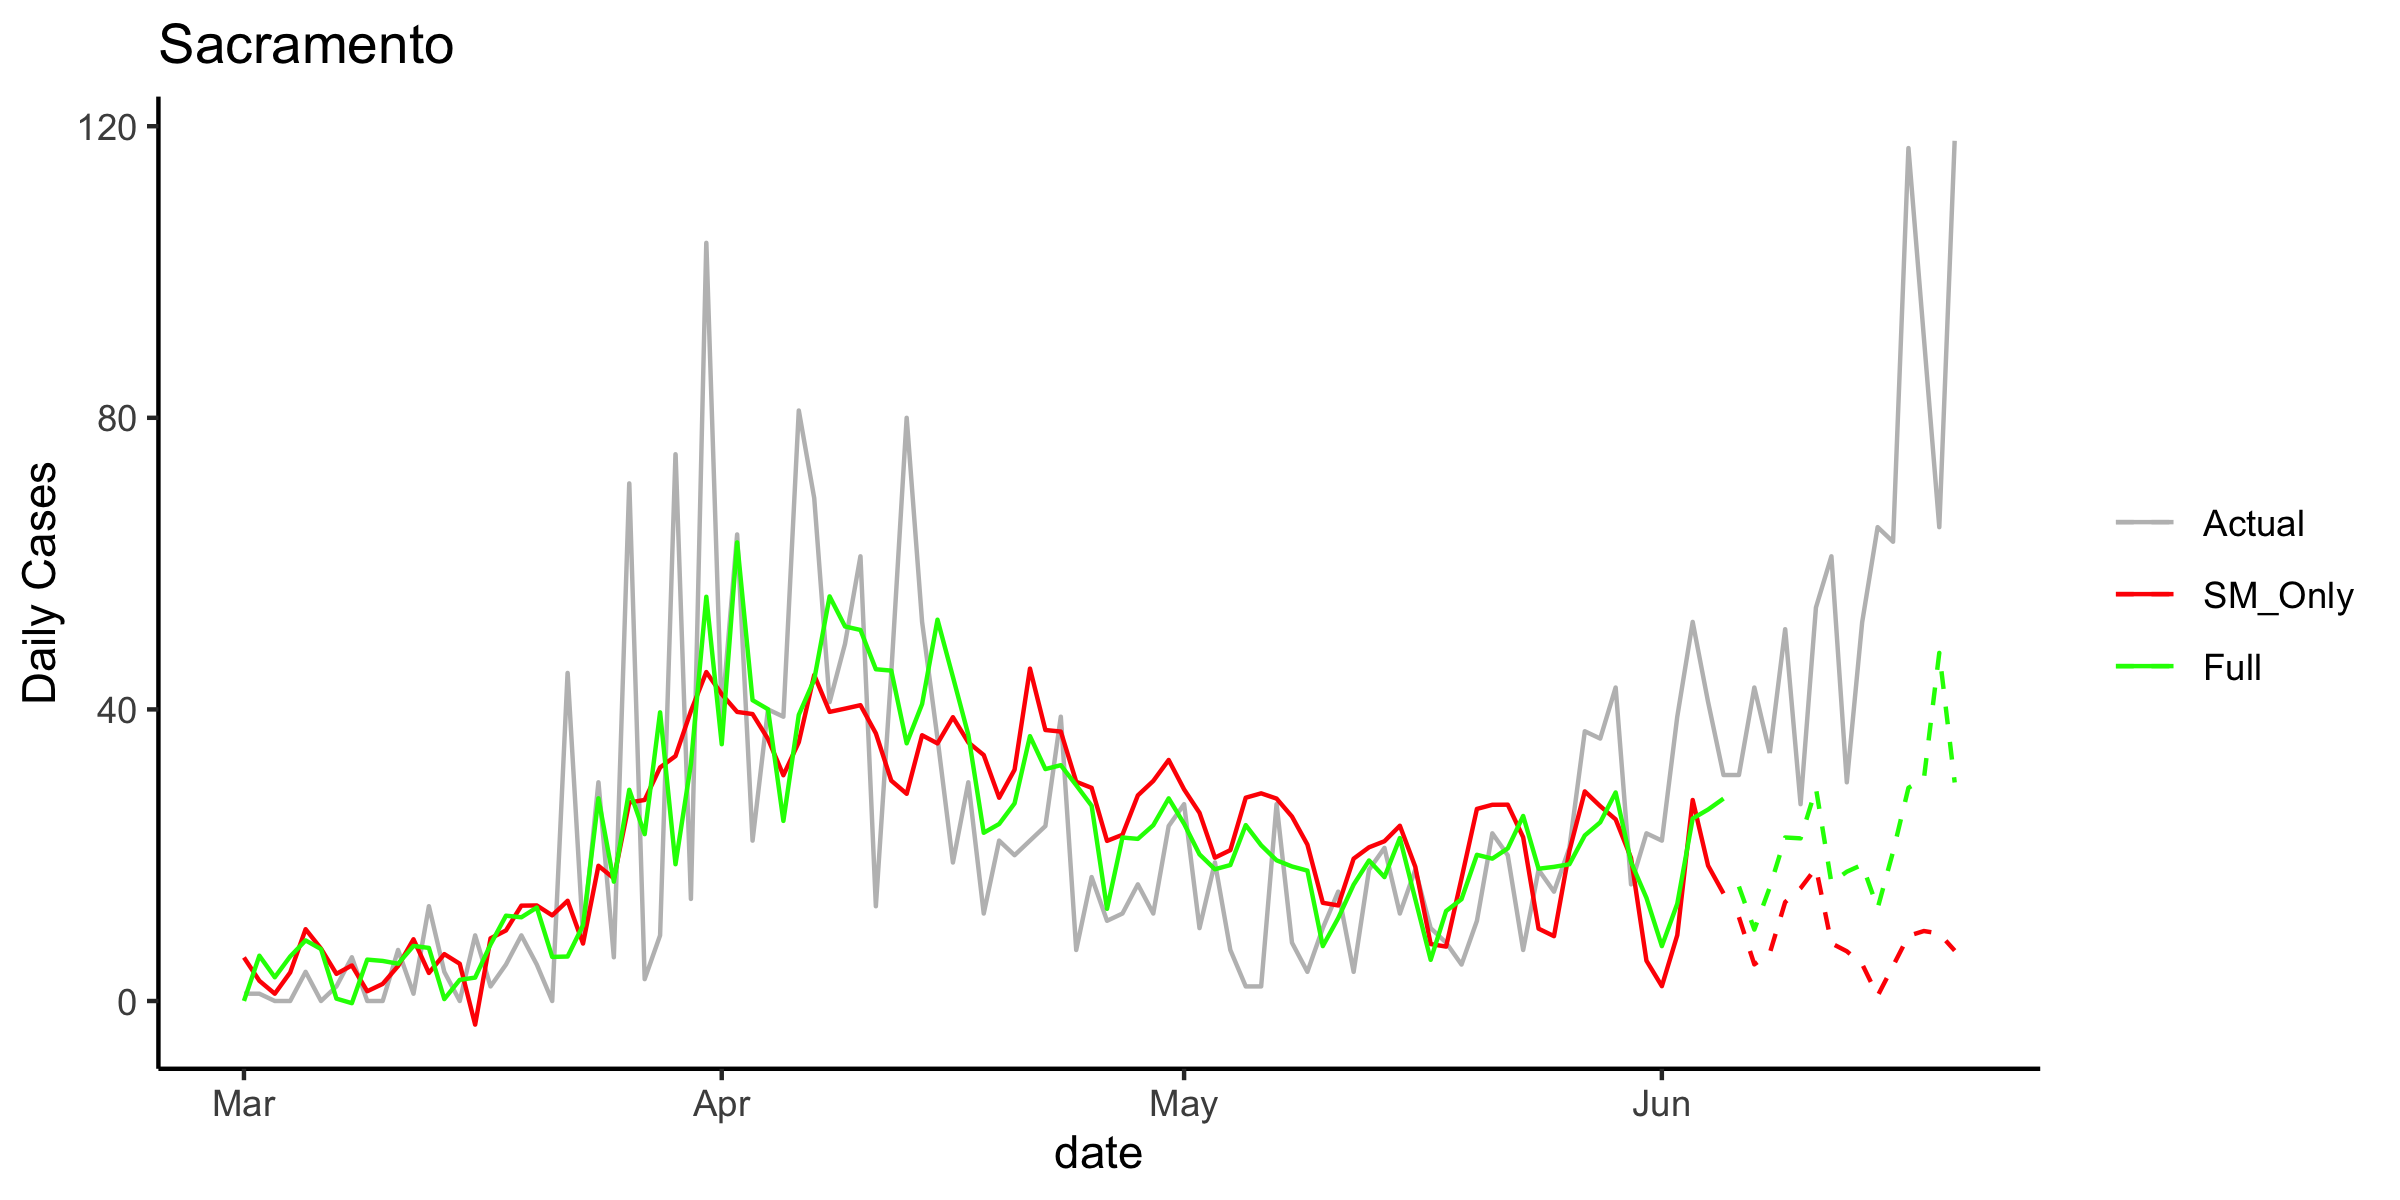 Sacramento
120
80
40
0
Daily Cases
Mar Apr May Jun
date
Actual
SM_Only
Full